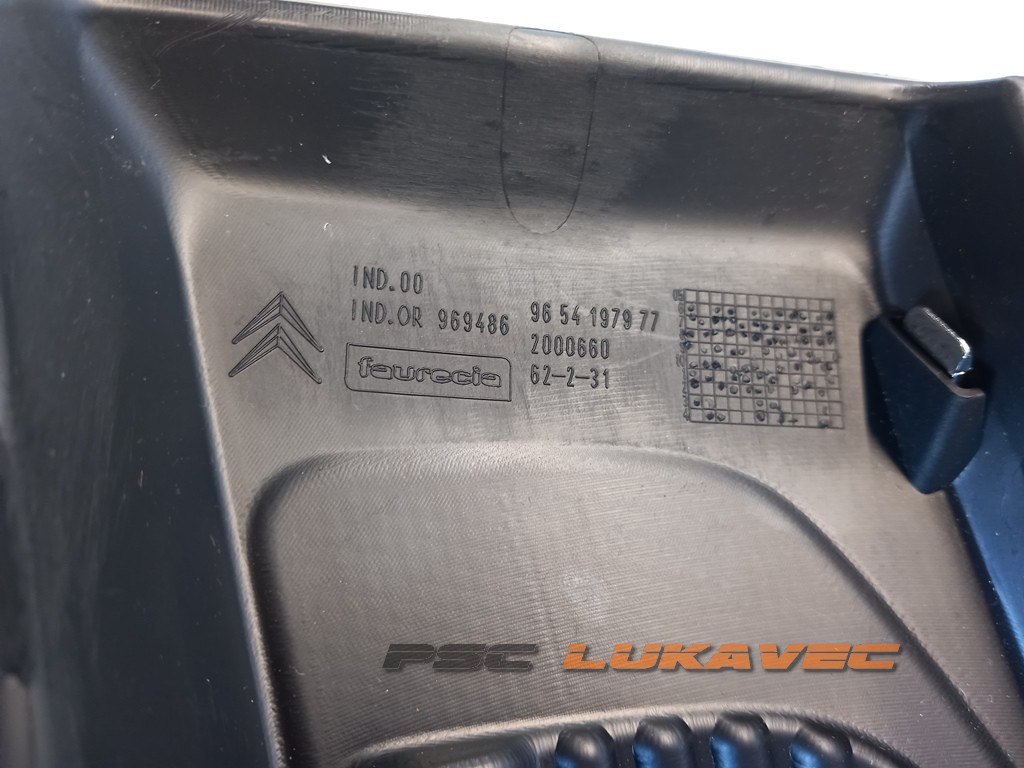 IND.00
IND.OR 969486 96 54 1979 77
2000660
faurecia 62-2-31
PSC LUKAVEC